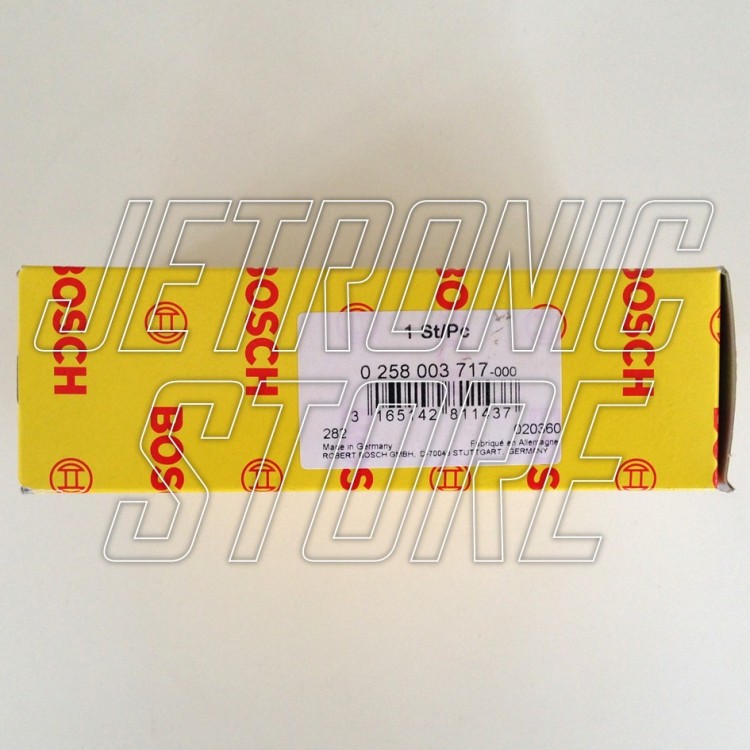 JETRONIC
STORE
BOSCH
BOSCH
BOSCH
BOSCH
1 St/Pc
0 258 003 717-000
3 165142 811437
282
020360
Made in Germany
Fabriqué en Allemagne
ROBERT BOSCH GMBH, D-70049 STUTTGART, GERMANY
BOS